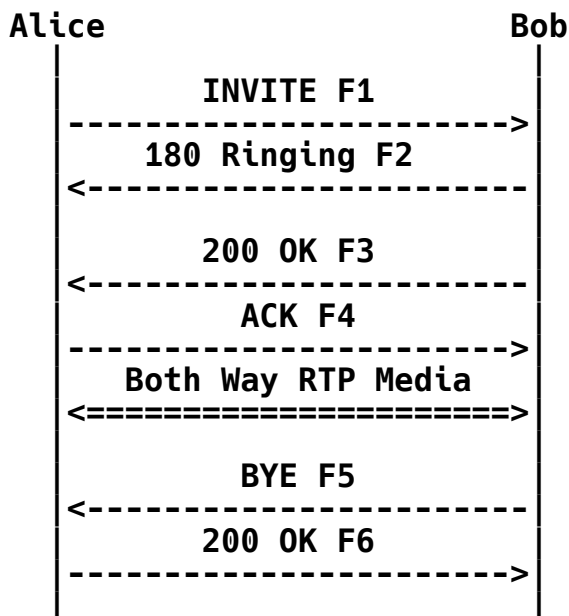 Alice Bob
INVITE F1
180 Ringing F2
200 OK F3
ACK F4
Both Way RTP Media
BYE F5
200 OK F6